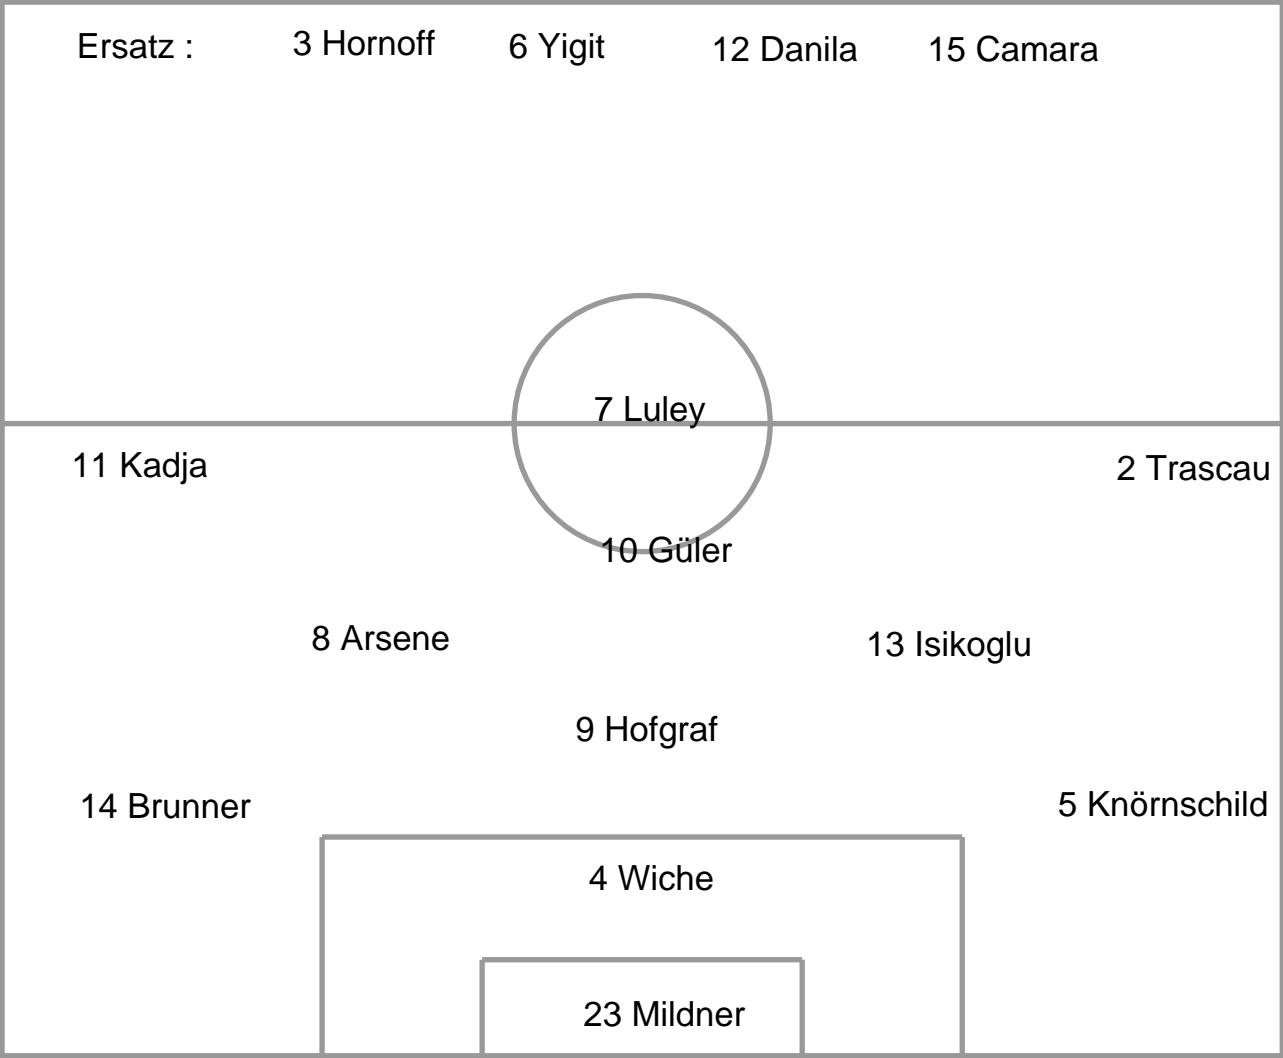 Ersatz : 3 Hornoff 6 Yigit 12 Danila 15 Camara
7 Luley
11 Kadja 2 Trascau
10 Güler
8 Arsene 13 Isikoglu
9 Hofgraf
14 Brunner 5 Knörnschild
4 Wiche
23 Mildner